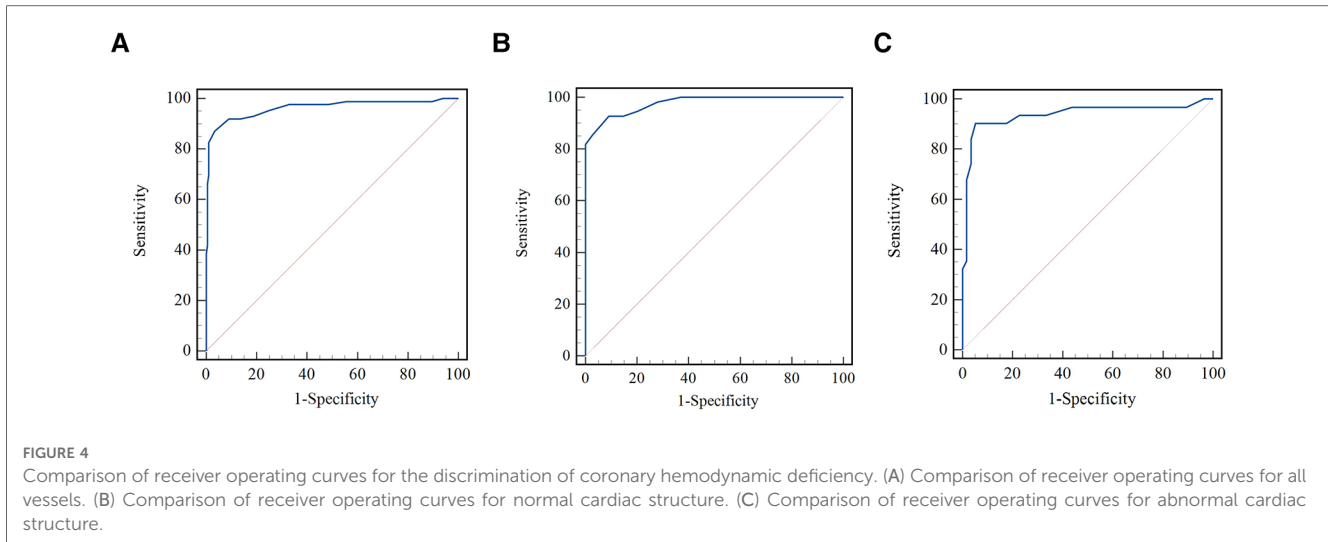 A
B
C
100
80
60
40
20
0
Sensitivity
0 20 40 60 80 100
1-Specificity
100
80
60
40
20
0
Sensitivity
0 20 40 60 80 100
1-Specificity
100
80
60
40
20
0
Sensitivity
0 20 40 60 80 100
1-Specificity
FIGURE 4
Comparison of receiver operating curves for the discrimination of coronary hemodynamic deficiency. (A) Comparison of receiver operating curves for all
vessels. (B) Comparison of receiver operating curves for normal cardiac structure. (C) Comparison of receiver operating curves for abnormal cardiac
structure.